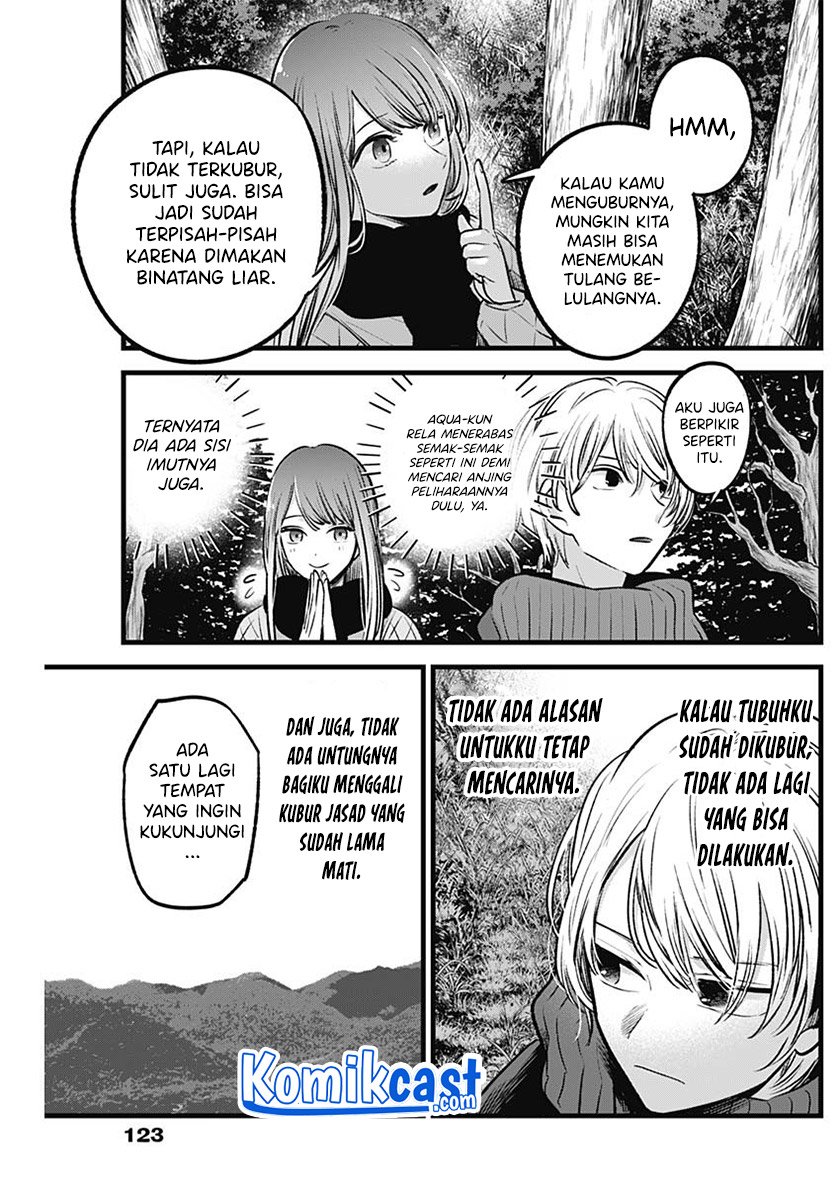 HMM,
KALAU KAMU
MENGUBURNYA,
MUNGKIN KITA
MASIH BISA
MENEMUKAN
TULANG BE-
LULANGNYA.
TAPI, KALAU
TIDAK TERKUBUR,
SULIT JUGA. BISA
JADI SUDAH
TERPISAH-PISAH
KARENA DIMAKAN
BINATANG LIAR.
AKU JUGA
BERPIKIR
SEPERTI
ITU.
AQUA-KUN
RELA MENERABAS
SEMAK-SEMAK
SEPERTI INI DEMI
MENCARI ANJING
PELIHARAANNYA
DULU, YA.
TERNYATA
DIA ADA SISI
IMUTNYA
JUGA.
KALAU TUBUHKU
SUDAH DIKUBUR,
TIDAK ADA LAGI
YANG BISA
DILAKUKAN.
TIDAK ADA ALASAN
UNTUKKU TETAP
MENCARINYA.
DAN JUGA, TIDAK
ADA UNTUNGNYA
BAGIKU MENGGALI
KUBUR JASAD YANG
SUDAH LAMA
MATI.
ADA
SATU LAGI
TEMPAT
YANG INGIN
KUKUNJUNGI
...
Komikcast
.com
123